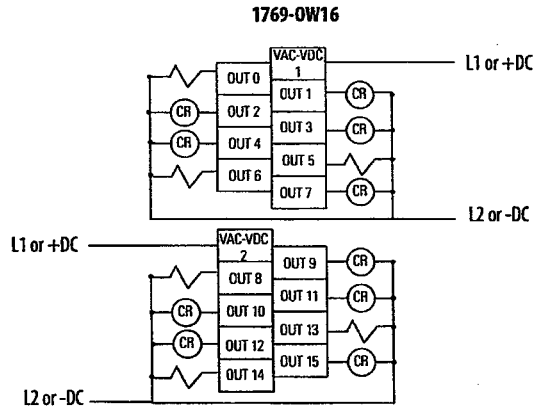 1769-OW16
VAC-VDC
1
L1 or +DC
OUT 0
OUT 1
CR
CR
OUT 2
OUT 3
CR
CR
OUT 4
OUT 5
OUT 6
OUT 7
CR
L2 or -DC
L1 or +DC
VAC-VDC
2
OUT 8
OUT 9
CR
CR
OUT 10
OUT 11
CR
CR
OUT 12
OUT 13
OUT 14
OUT 15
CR
L2 or -DC